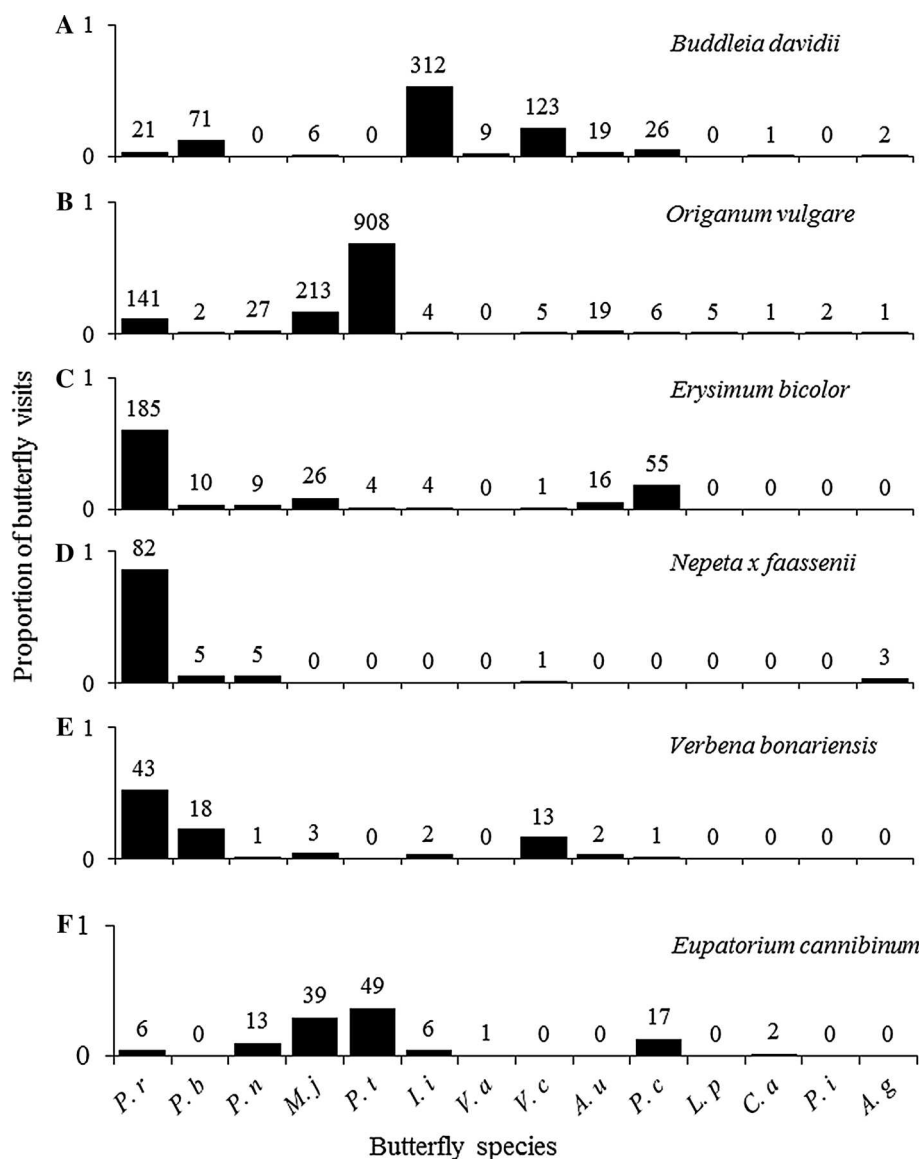 Proportion of butterfly visits
A
1
0
Buddleia davidii
21 71 0 6 0 312 9 123 19 26 0 1 0 2
B
1
0
Origanum vulgare
141 2 27 213 908 4 0 5 19 6 5 1 2 1
C
1
0
Erysimum bicolor
185 10 9 26 4 4 0 1 16 55 0 0 0 0
D
1
0
Nepeta x faassenii
82 5 5 0 0 0 0 1 0 0 0 0 0 3
E
1
0
Verbena bonariensis
43 18 1 3 0 2 0 13 2 1 0 0 0 0
F
1
0
Eupatorium cannibinum
6 0 13 39 49 6 1 0 0 17 0 2 0 0
P. r P. b P. n M. j P. t I. i V. a V. c A. u P. c L. p C. a P. i A. g
Butterfly species